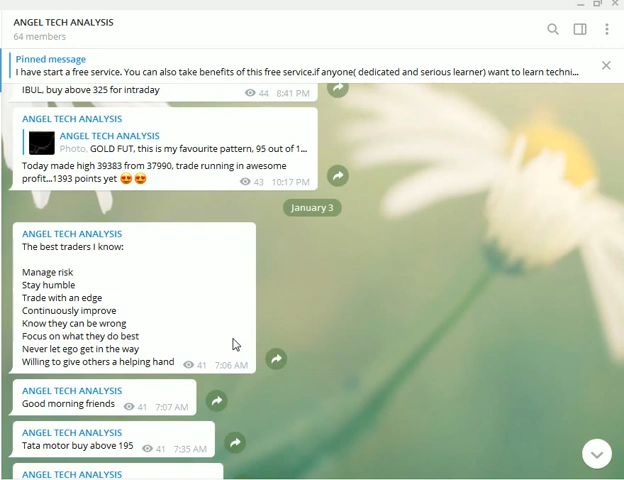 ANGEL TECH ANALYSIS
64 members
Pinned message
I have start a free service. You can also take benefits of this free service.if anyone( dedicated and serious learner) want to learn techni...
IBUL, buy above 325 for intraday
44 8:41 PM
ANGEL TECH ANALYSIS
ANGEL TECH ANALYSIS
Photo, GOLD FUT, this is my favourite pattern, 95 out of 1...
Today made high 39383 from 37990, trade running in awesome
profit...1393 points yet 😍😍
43 10:17 PM
January 3
ANGEL TECH ANALYSIS
The best traders I know:
Manage risk
Stay humble
Trade with an edge
Continuously improve
Know they can be wrong
Focus on what they do best
Never let ego get in the way
Willing to give others a helping hand 41 7:06 AM
ANGEL TECH ANALYSIS
Good morning friends 41 7:07 AM
ANGEL TECH ANALYSIS
Tata motor buy above 195 41 7:35 AM
ANGEL TECH ANALYSIS